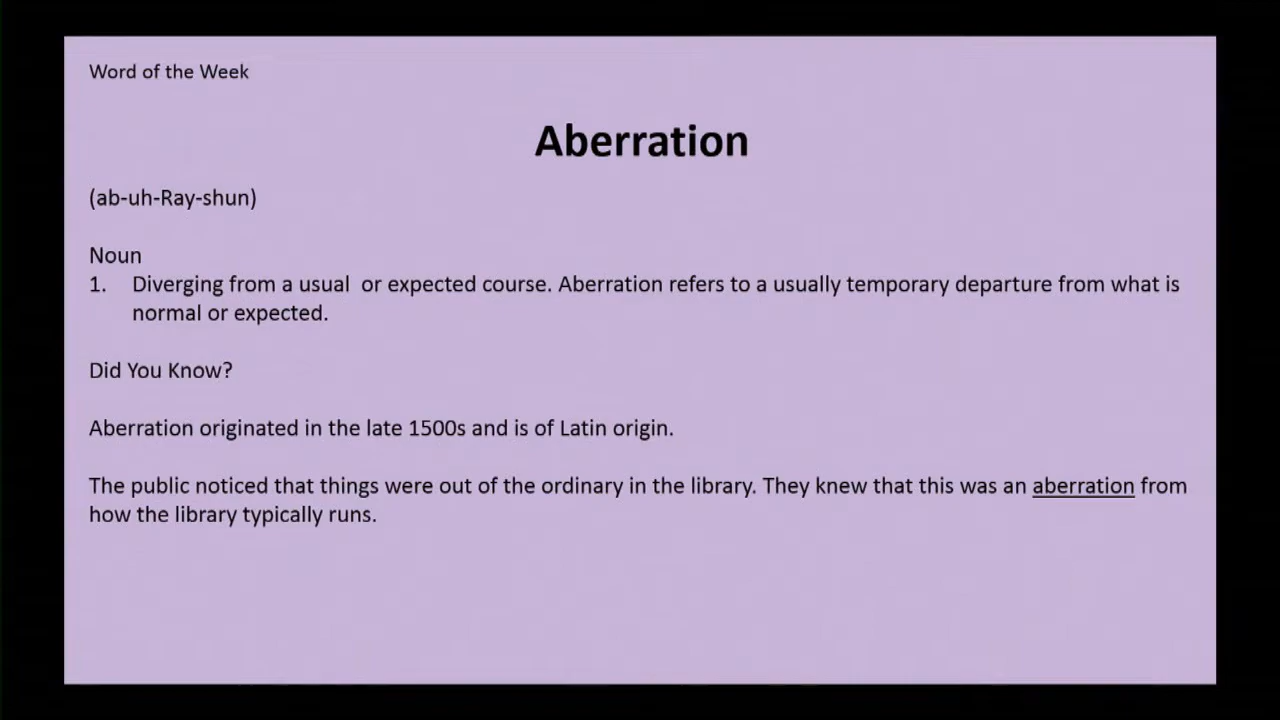 Word of the Week
Aberration
(ab-uh-Ray-shun)
Noun
1. Diverging from a usual  or expected course. Aberration refers to a usually temporary departure from what is
normal or expected.
Did You Know?
Aberration originated in the late 1500s and is of Latin origin.
The public noticed that things were out of the ordinary in the library. They knew that this was an aberration from
how the library typically runs.